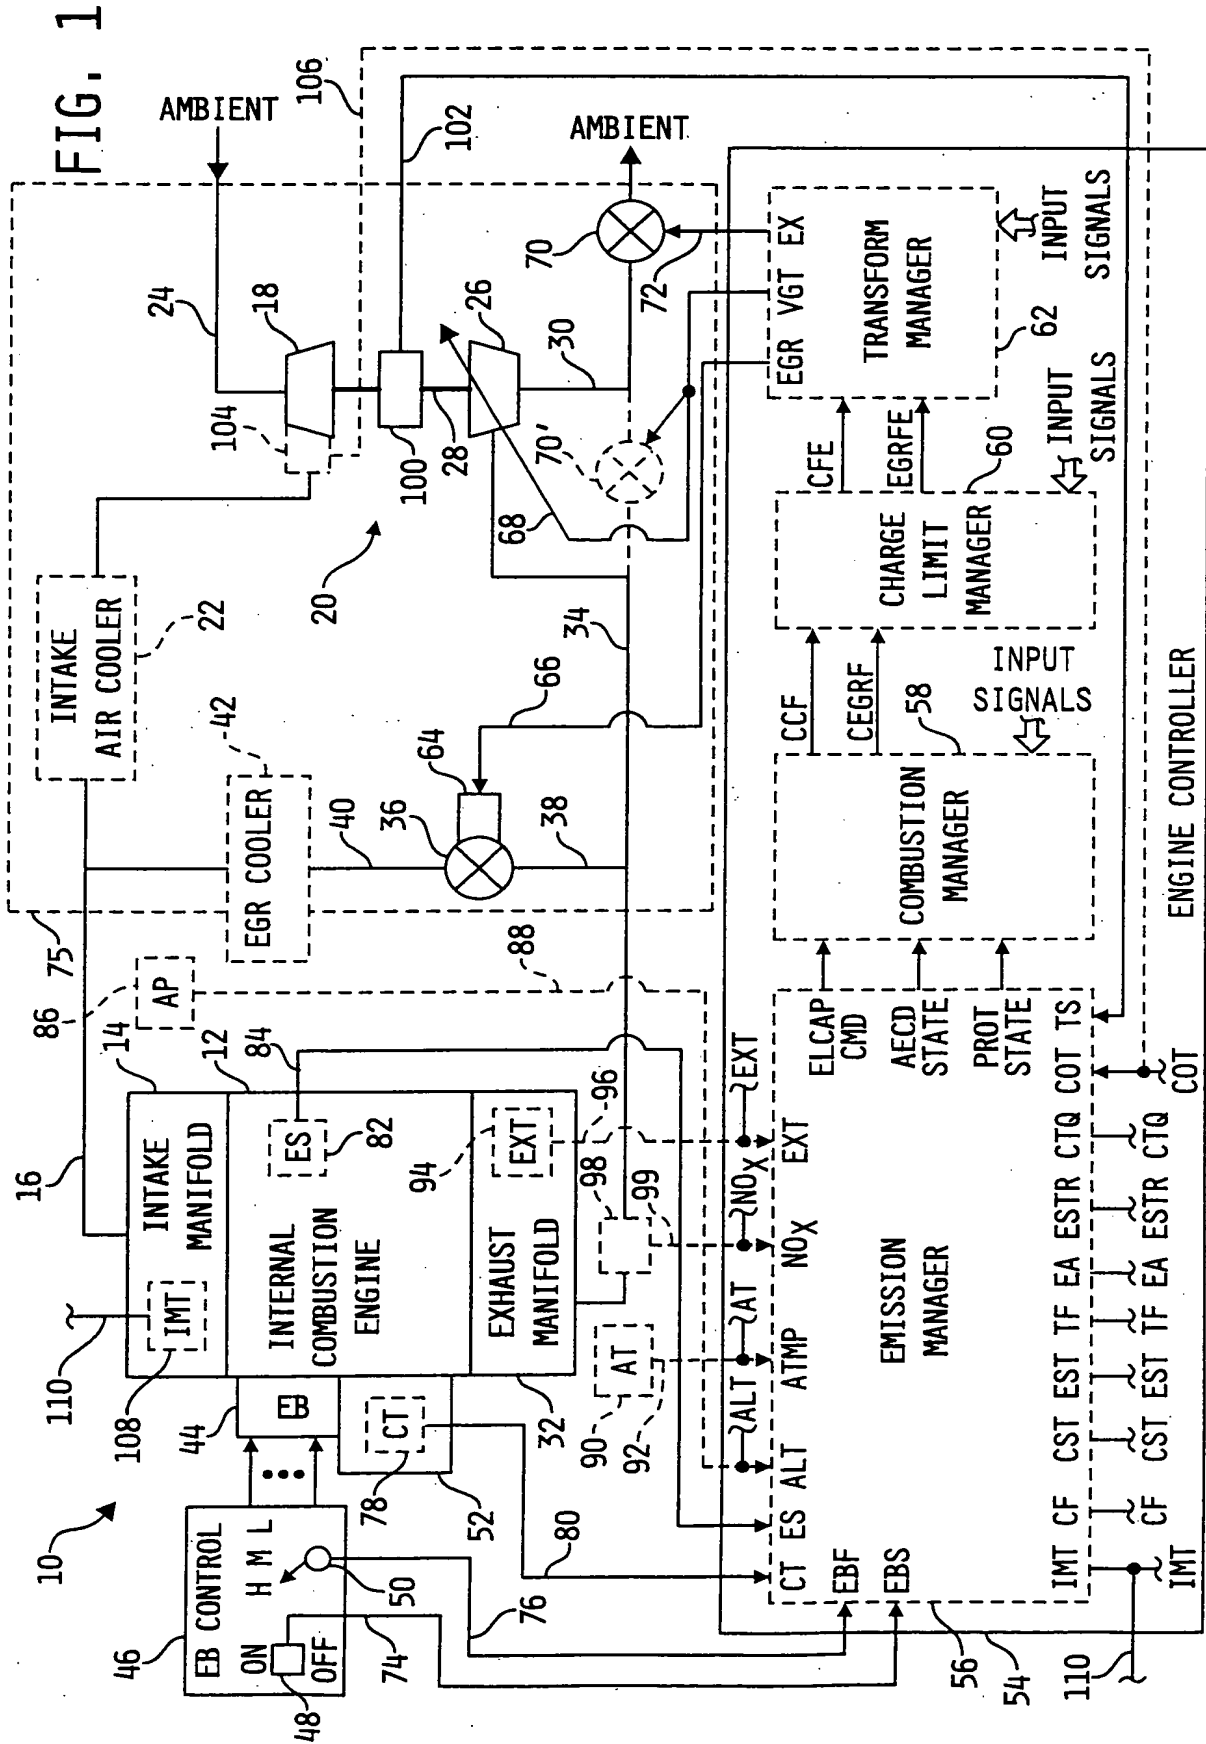 FIG. 1
10
46
EB CONTROL
ON
OFF
H M L
48
50
74
76
44
EB
110
108
IMT
INTAKE
MANIFOLD
14
16
12
INTERNAL
COMBUSTION
ENGINE
ES
82
84
CT
78
52
80
EXHAUST
MANIFOLD
32
EXT
94
96
98
99
AT
90
92
86
AP
88
75
INTAKE
AIR COOLER
22
EGR COOLER
42
40
36
64
66
38
34
20
24
AMBIENT
18
104
106
102
100
28
26
68
30
70
70'
72
AMBIENT
EGR
VGT
EX
TRANSFORM
MANAGER
62
INPUT
SIGNALS
CFE
EGRFE
CHARGE
LIMIT
MANAGER
60
INPUT
SIGNALS
CCF
CEGRF
COMBUSTION
MANAGER
58
INPUT
SIGNALS
ELCAP
CMD
AECD
STATE
PROT
STATE
ALT
AT
NOX
EXT
CT
ES
ALT
ATMP
NOX
EXT
EBF
EBS
EMISSION
MANAGER
IMT
CF
CST
EST
TF
EA
ESTR
CTQ
COT
TS
IMT
CF
CST
EST
TF
EA
ESTR
CTQ
COT
56
54
110
ENGINE CONTROLLER